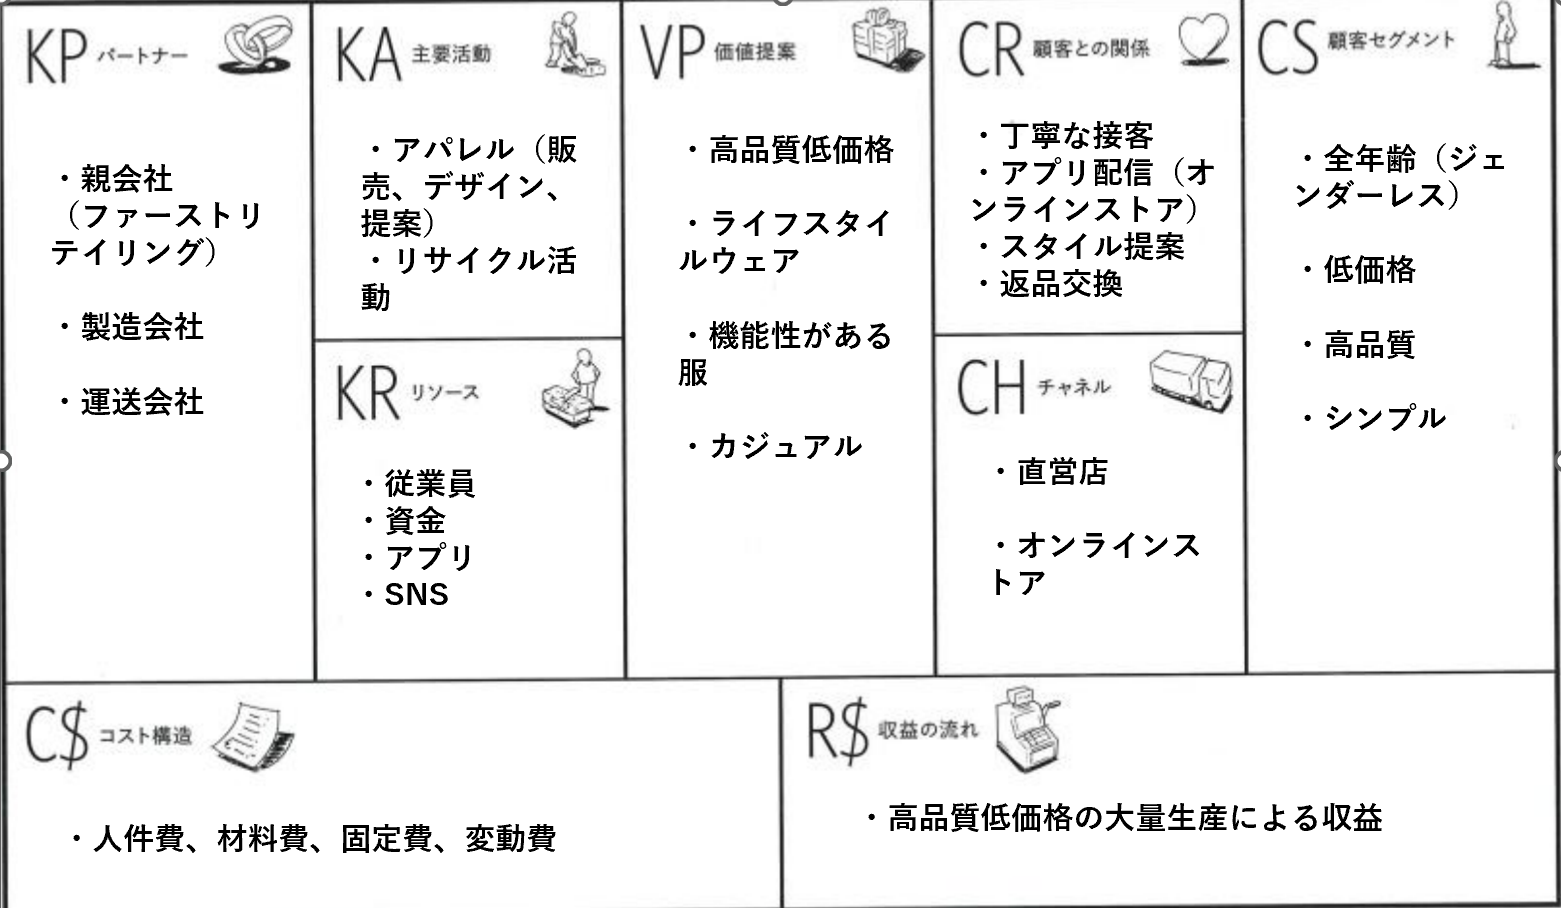 KP パートナー
・親会社
（ファーストリ
テイリング）
・製造会社
・運送会社
KA 主要活動
・アパレル（販
売、デザイン、
提案）
・リサイクル活
動
KR リソース
・従業員
・資金
・アプリ
・SNS
VP 価値提案
・高品質低価格
・ライフスタイ
ルウェア
・機能性がある
服
・カジュアル
CR 顧客との関係
・丁寧な接客
・アプリ配信（オ
ンラインストア）
・スタイル提案
・返品交換
CH チャネル
・直営店
・オンラインス
トア
CS 顧客セグメント
・全年齢（ジェ
ンダーレス）
・低価格
・高品質
・シンプル
C$ コスト構造
・人件費、材料費、固定費、変動費
R$ 収益の流れ
・高品質低価格の大量生産による収益